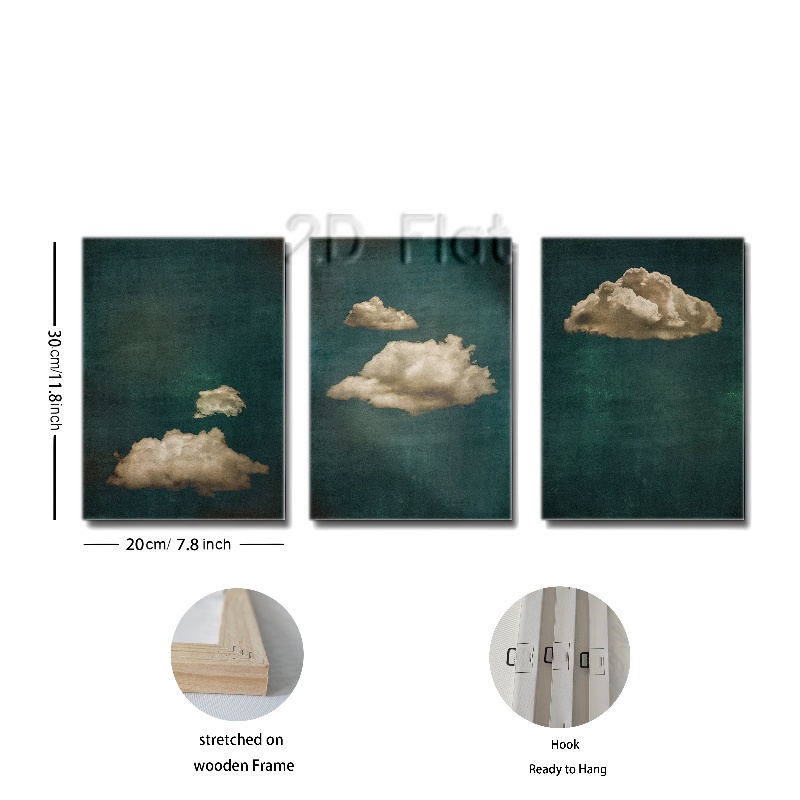 2D Flat
30cm/11.8inch
20cm/ 7.8 inch
stretched on
wooden Frame
Hook
Ready to Hang